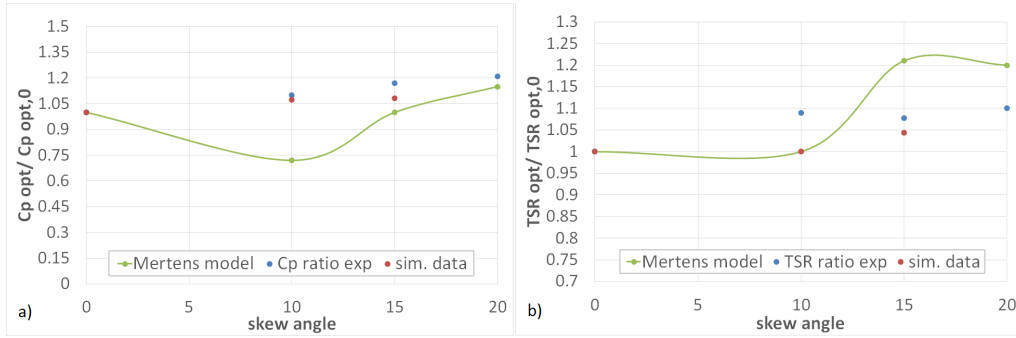 1.5
1.35
1.2
1.05
0.9
0.75
0.6
0.45
0.3
0.15
0
Cp opt/ Cp opt,0
Mertens model Cp ratio exp sim. data
0 5 10 15 20
skew angle
a)
1.3
1.25
1.2
1.15
1.1
1.05
1
0.95
0.9
0.85
0.8
0.75
0.7
TSR opt/ TSR opt,0
Mertens model TSR ratio exp sim. data
0 5 10 15 20
skew angle
b)